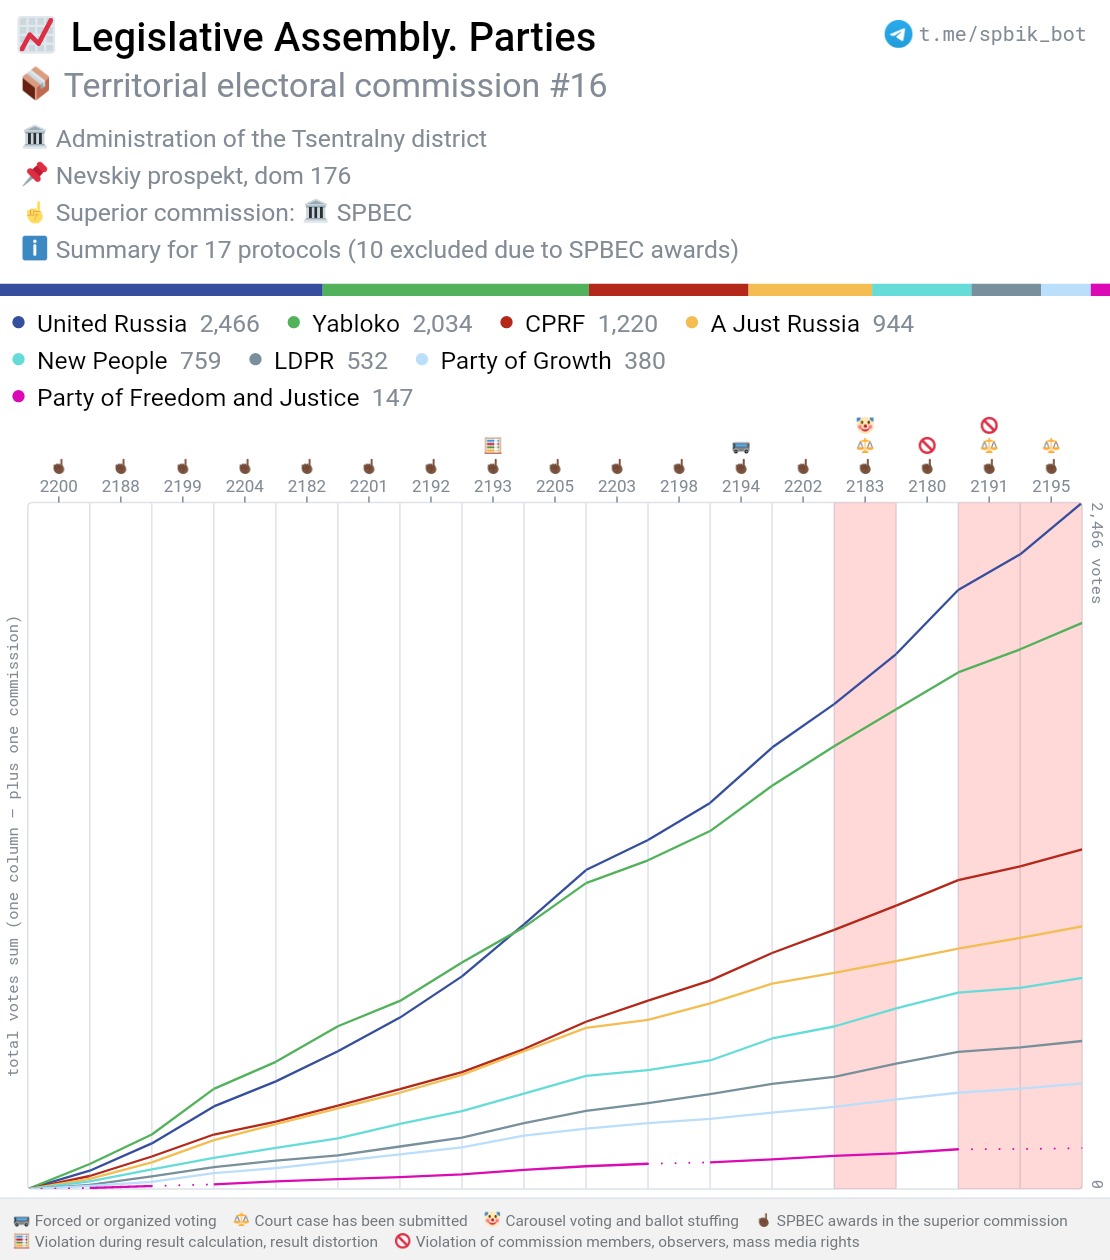 Legislative Assembly. Parties
t.me/spbik_bot
Territorial electoral commission #16
Administration of the Tsentralny district
Nevskiy prospekt, dom 176
Superior commission: SPBEC
Summary for 17 protocols (10 excluded due to SPBEC awards)
United Russia 2,466 Yabloko 2,034 CPRF 1,220 A Just Russia 944
New People 759 LDPR 532 Party of Growth 380
Party of Freedom and Justice 147
2200 2188 2199 2204 2182 2201 2192 2193 2205 2203 2198 2194 2202 2183 2180 2191 2195
2,466 votes
total votes sum (one column – plus one commission)
0
Forced or organized voting Court case has been submitted Carousel voting and ballot stuffing SPBEC awards in the superior commission
Violation during result calculation, result distortion Violation of commission members, observers, mass media rights